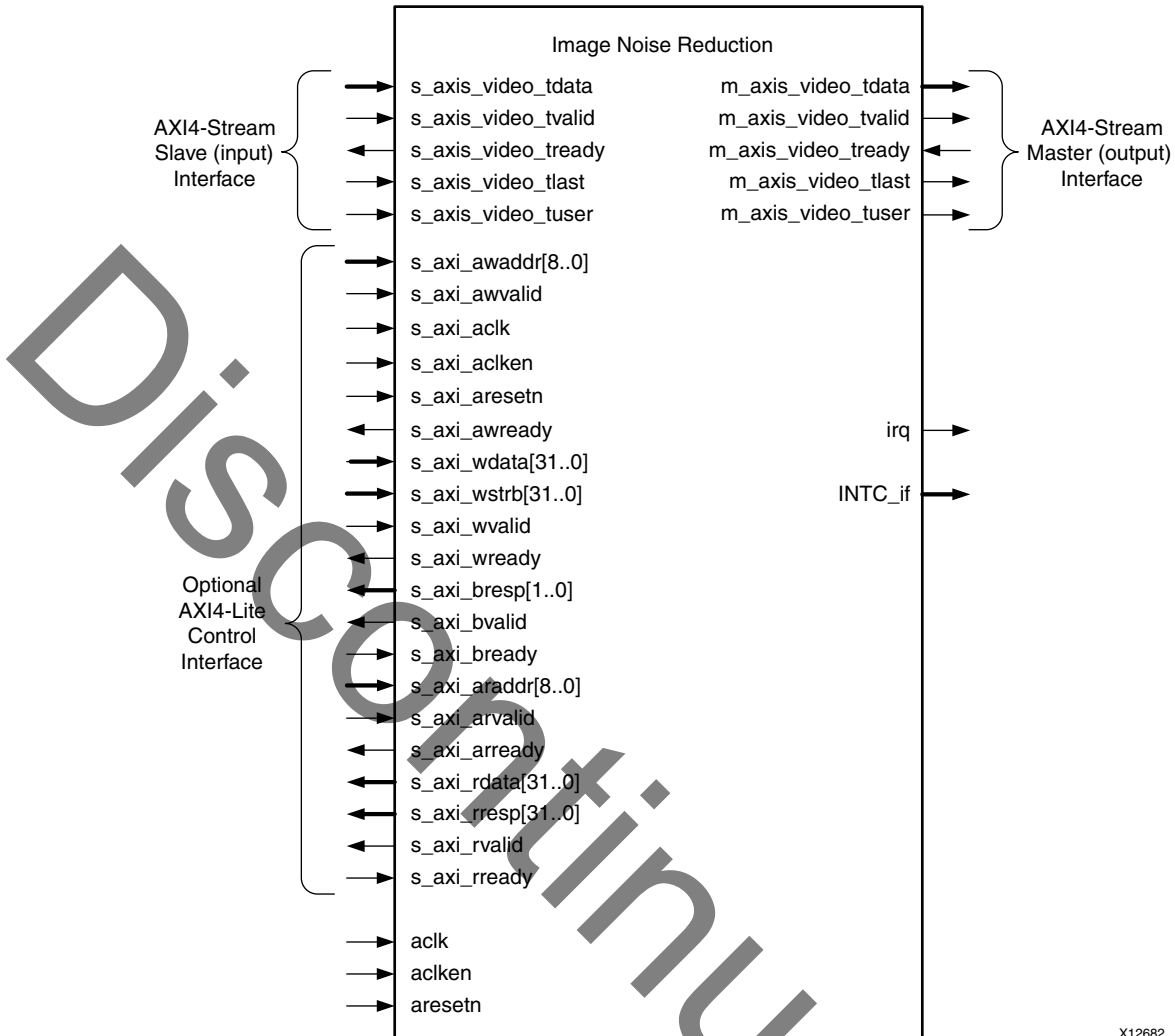 Image Noise Reduction
AXI4-Stream
Slave (input)
Interface
s_axis_video_tdata
s_axis_video_tvalid
s_axis_video_tready
s_axis_video_tlast
s_axis_video_tuser
m_axis_video_tdata
m_axis_video_tvalid
m_axis_video_tready
m_axis_video_tlast
m_axis_video_tuser
AXI4-Stream
Master (output)
Interface
Optional
AXI4-Lite
Control
Interface
s_axi_awaddr[8..0]
s_axi_awvalid
s_axi_aclk
s_axi_aclken
s_axi_aresetn
s_axi_awready
s_axi_wdata[31..0]
s_axi_wstrb[31..0]
s_axi_wvalid
s_axi_wready
s_axi_bresp[1..0]
s_axi_bvalid
s_axi_bready
s_axi_araddr[8..0]
s_axi_arvalid
s_axi_arready
s_axi_rdata[31..0]
s_axi_rresp[31..0]
s_axi_rvalid
s_axi_rready
irq
INTC_if
aclk
aclken
aresetn
X12682
Discontinu